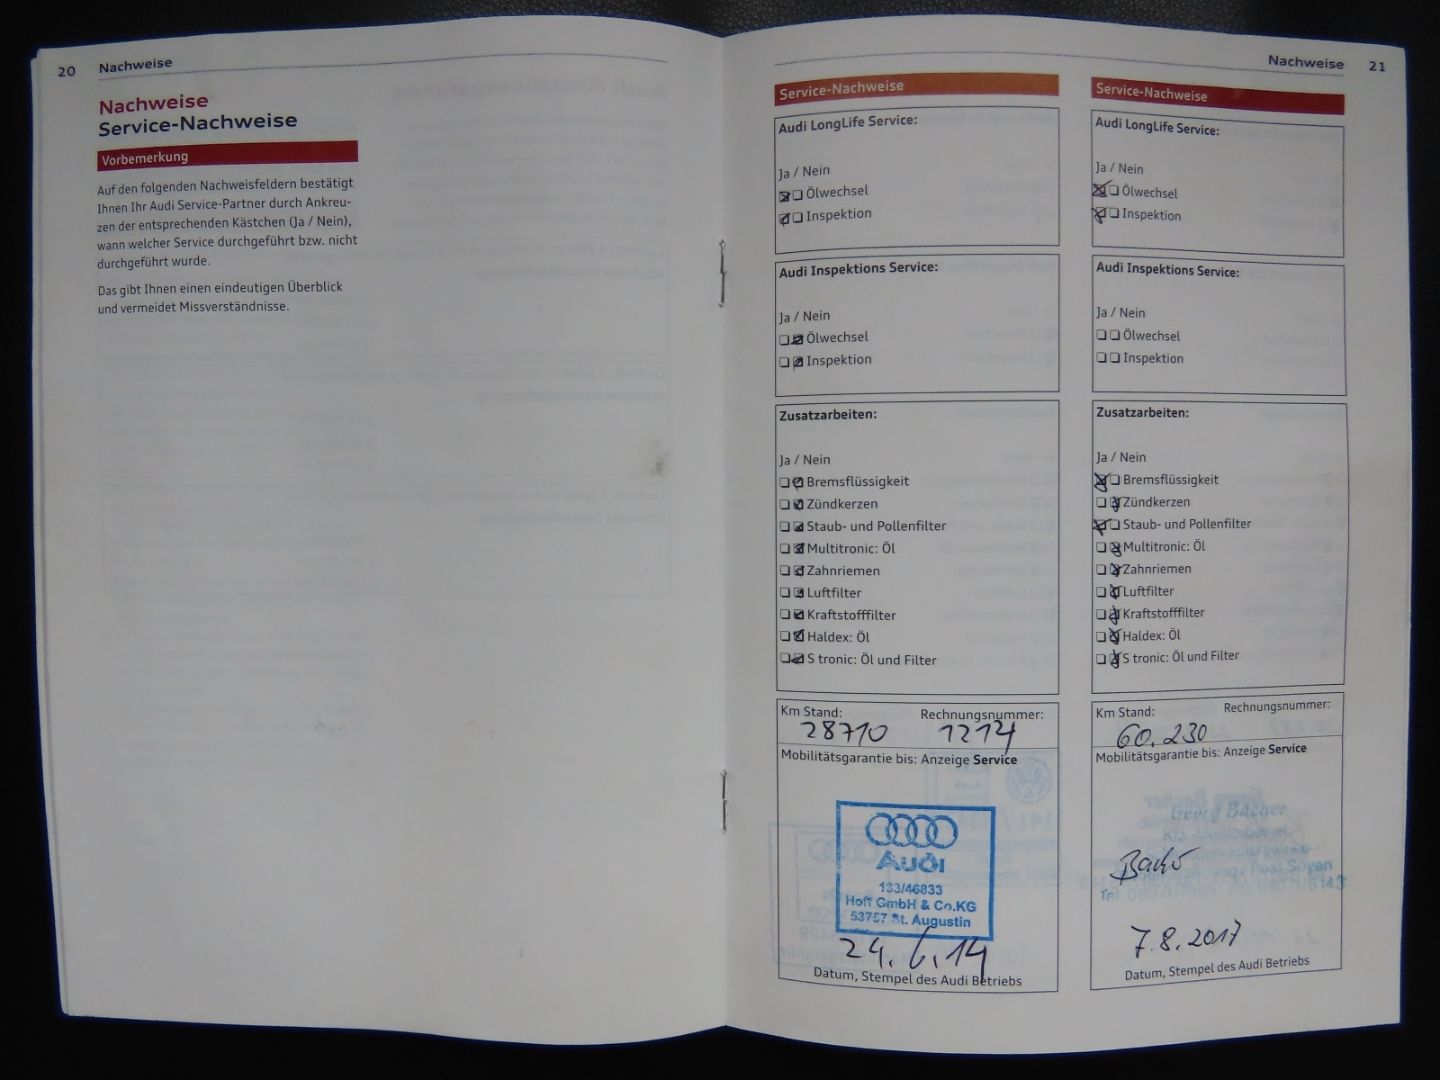 20 Nachweise
Nachweise
Service-Nachweise
Vorbemerkung
Auf den folgenden Nachweisfeldern bestätigt
Ihnen Ihr Audi Service-Partner durch Ankreu-
zen der entsprechenden Kästchen (Ja / Nein),
wann welcher Service durchgeführt bzw. nicht
durchgeführt wurde.
Das gibt Ihnen einen eindeutigen Überblick
und vermeidet Missverständnisse.
Nachweise 21
Service-Nachweise
Audi LongLife Service:
Ja / Nein
Ölwechsel
Inspektion
Audi Inspektions Service:
Ja / Nein
Ölwechsel
Inspektion
Zusatzarbeiten:
Ja / Nein
Bremsflüssigkeit
Zündkerzen
Staub- und Pollenfilter
Multitronic: Öl
Zahnriemen
Luftfilter
Kraftstofffilter
Haldex: Öl
S tronic: Öl und Filter
Km Stand: Rechnungsnummer:
28710 1214
Mobilitätsgarantie bis: Anzeige Service
Audi
133/46833
Hoff GmbH & Co.KG
53757 St. Augustin
24.6.14
Datum, Stempel des Audi Betriebs
Service-Nachweise
Audi LongLife Service:
Ja / Nein
Ölwechsel
Inspektion
Audi Inspektions Service:
Ja / Nein
Ölwechsel
Inspektion
Zusatzarbeiten:
Ja / Nein
Bremsflüssigkeit
Zündkerzen
Staub- und Pollenfilter
Multitronic: Öl
Zahnriemen
Luftfilter
Kraftstofffilter
Haldex: Öl
S tronic: Öl und Filter
Km Stand: Rechnungsnummer:
60.230
Mobilitätsgarantie bis: Anzeige Service
Georg Bacher
Post Soyen
7.8.2017
Datum, Stempel des Audi Betriebs